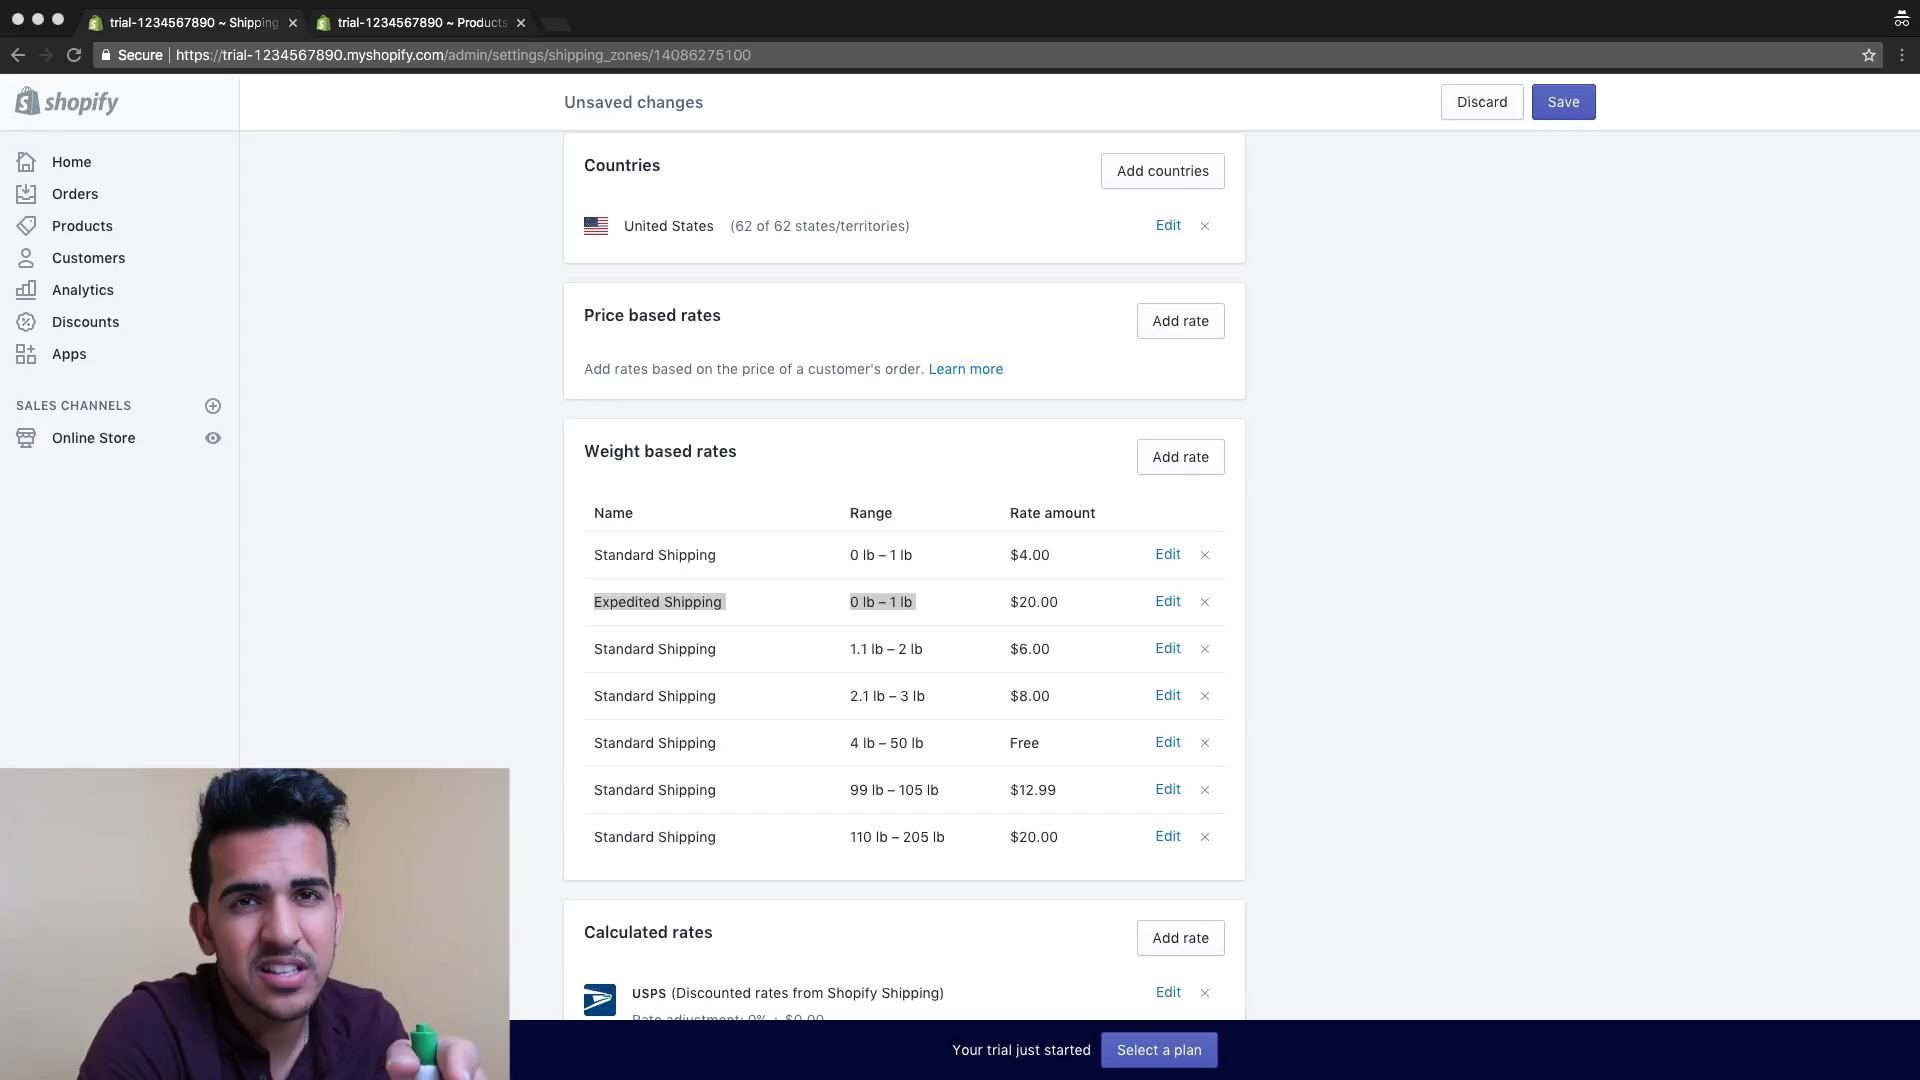 trial-1234567890 ~ Shipping
trial-1234567890 ~ Products
Secure | https://trial-1234567890.myshopify.com/admin/settings/shipping_zones/14086275100
shopify
Unsaved changes
Discard
Save
Home
Orders
Products
Customers
Analytics
Discounts
Apps
SALES CHANNELS
Online Store
Countries
Add countries
United States (62 of 62 states/territories) Edit
Price based rates
Add rate
Add rates based on the price of a customer's order. Learn more
Weight based rates
Add rate
Name Range Rate amount
Standard Shipping 0 lb – 1 lb $4.00 Edit
Expedited Shipping 0 lb – 1 lb $20.00 Edit
Standard Shipping 1.1 lb – 2 lb $6.00 Edit
Standard Shipping 2.1 lb – 3 lb $8.00 Edit
Standard Shipping 4 lb – 50 lb Free Edit
Standard Shipping 99 lb – 105 lb $12.99 Edit
Standard Shipping 110 lb – 205 lb $20.00 Edit
Calculated rates
Add rate
USPS (Discounted rates from Shopify Shipping) Edit
Rate adjustment: 0% + $0.00
Your trial just started
Select a plan